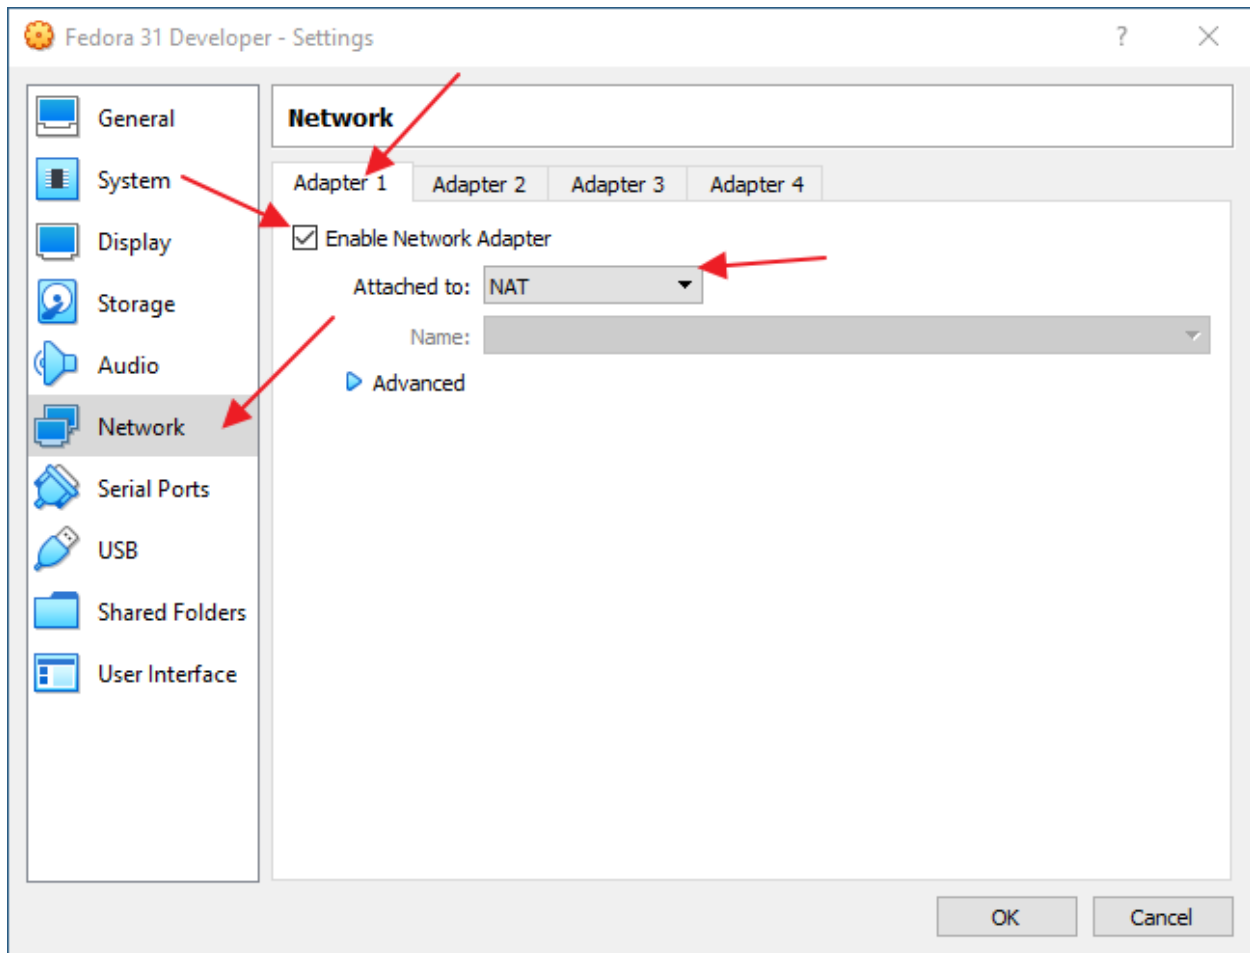 Fedora 31 Developer - Settings
?
General
System
Display
Storage
Audio
Network
Serial Ports
USB
Shared Folders
User Interface
Network
Adapter 1 Adapter 2 Adapter 3 Adapter 4
Enable Network Adapter
Attached to: NAT
Name:
Advanced
OK Cancel